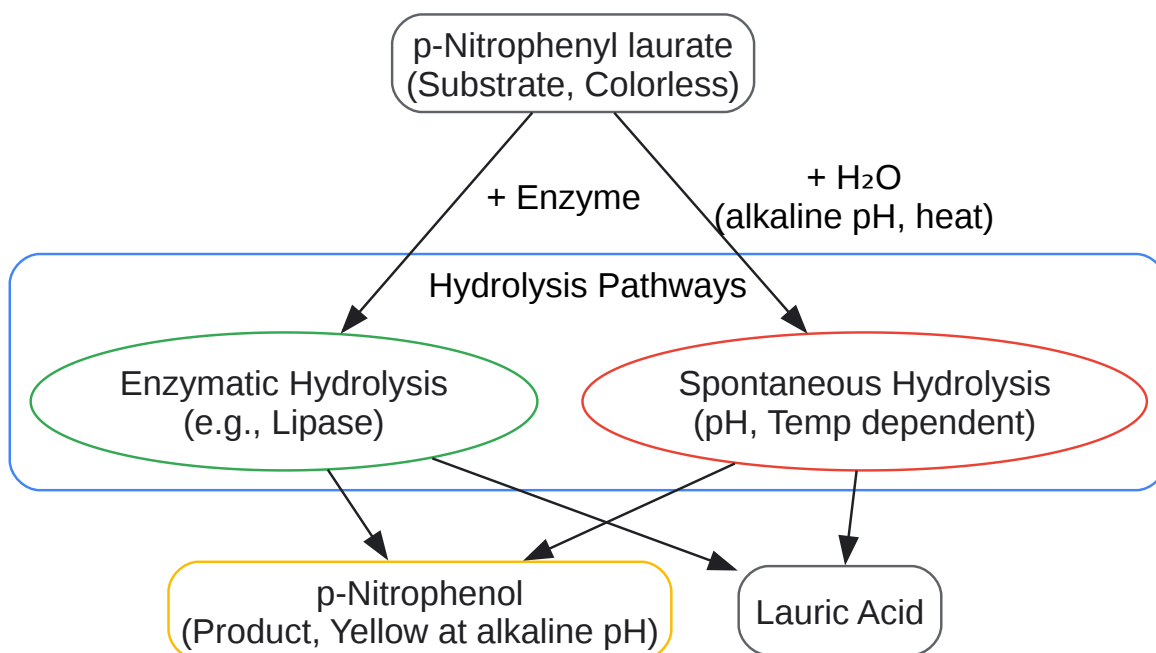 p-Nitrophenyl laurate
(Substrate, Colorless)
+ Enzyme
+ H₂O
(alkaline pH, heat)
Hydrolysis Pathways
Enzymatic Hydrolysis
(e.g., Lipase)
Spontaneous Hydrolysis
(pH, Temp dependent)
p-Nitrophenol
(Product, Yellow at alkaline pH)
Lauric Acid